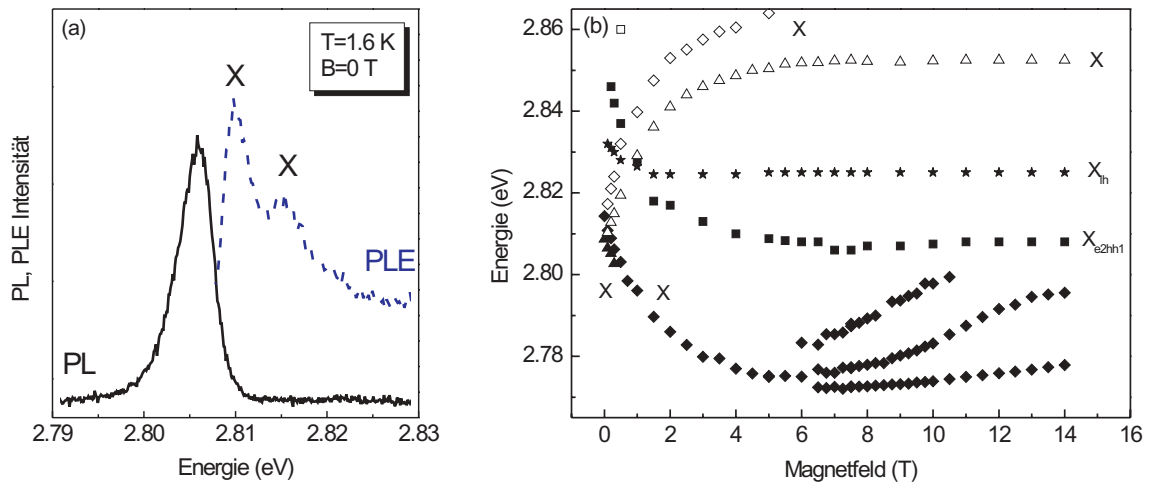 (a)
T=1.6 K
B=0 T
X
X
PLE
PL
PL, PLE Intensität
2.79 2.80 2.81 2.82 2.83
Energie (eV)
(b)
X
X
X_lh
X_e2hh1
X X
Energie (eV)
2.86
2.84
2.82
2.80
2.78
0 2 4 6 8 10 12 14 16
Magnetfeld (T)